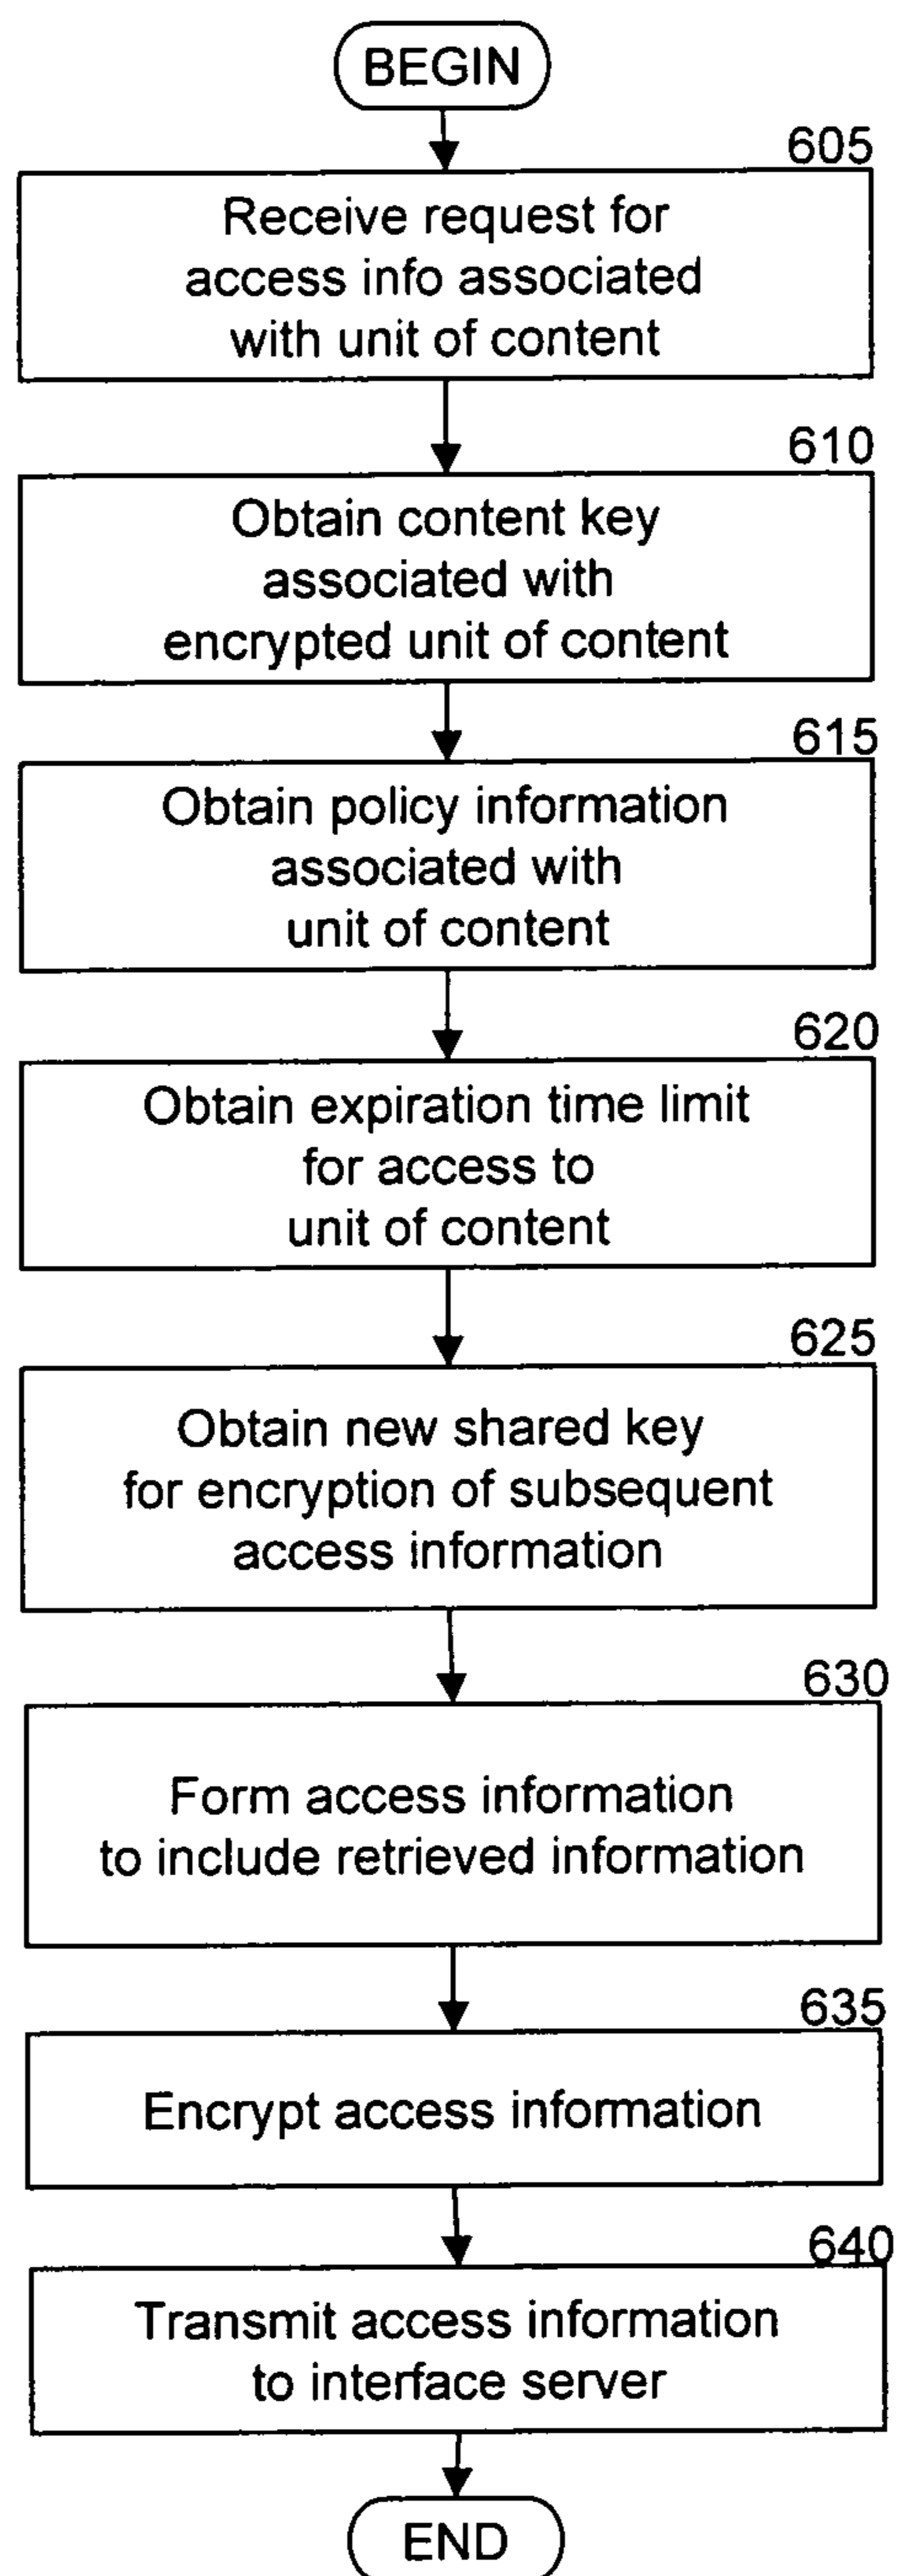 BEGIN
605
Receive request for
access info associated
with unit of content
610
Obtain content key
associated with
encrypted unit of content
615
Obtain policy information
associated with
unit of content
620
Obtain expiration time limit
for access to
unit of content
625
Obtain new shared key
for encryption of subsequent
access information
630
Form access information
to include retrieved information
635
Encrypt access information
640
Transmit access information
to interface server
END